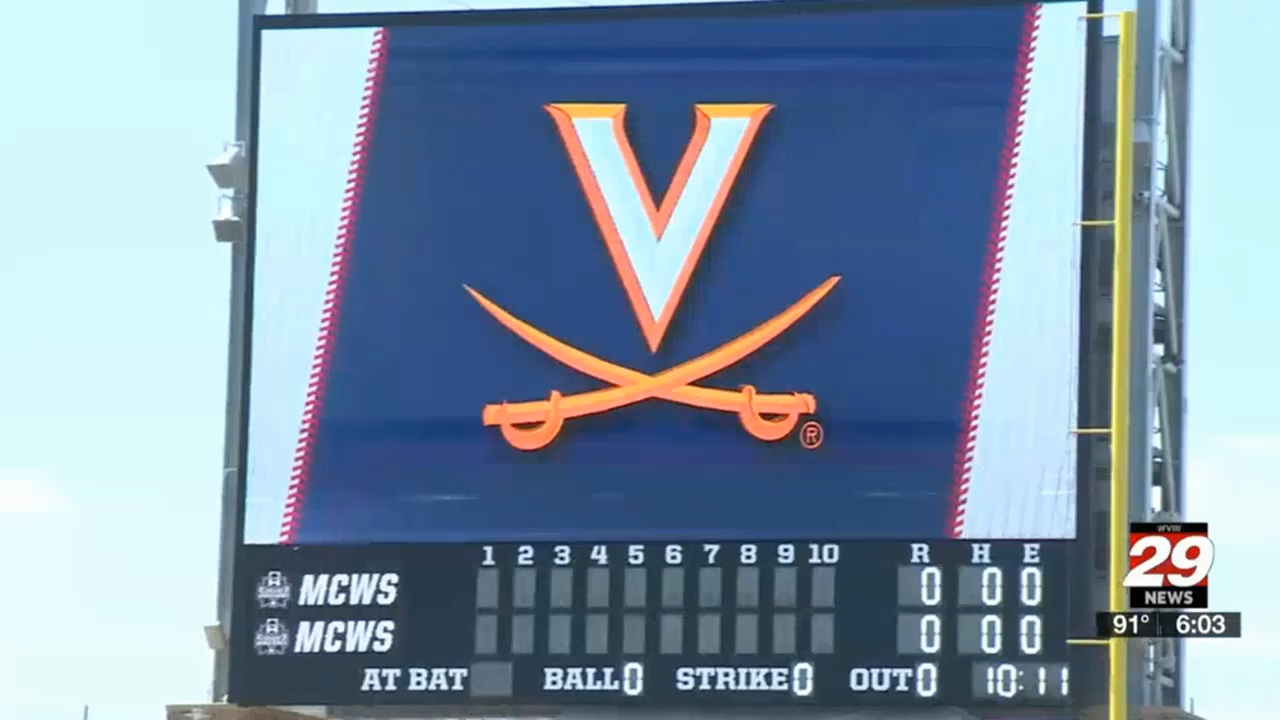 V
®
1 2 3 4 5 6 7 8 9 10 R H E
MCWS 0 0 0
MCWS 0 0 0
AT BAT BALL 0 STRIKE 0 OUT 0 10:11
WVIR
29
NEWS
91° 6:03